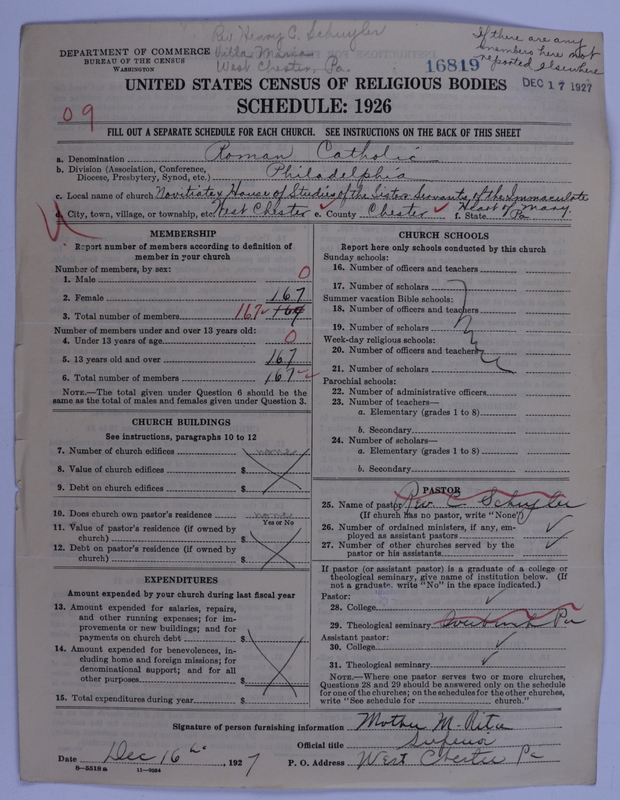 Rev Henry C. Schuyler
Villa Maria
West Chester, Pa.
If there are any
members here not
reported elsewhere
DEPARTMENT OF COMMERCE
BUREAU OF THE CENSUS
WASHINGTON
16819
DEC 17 1927
UNITED STATES CENSUS OF RELIGIOUS BODIES
SCHEDULE: 1926
09
FILL OUT A SEPARATE SCHEDULE FOR EACH CHURCH. SEE INSTRUCTIONS ON THE BACK OF THIS SHEET
a. Denomination Roman Catholic
b. Division (Association, Conference, Diocese, Presbytery, Synod, etc.) Philadelphia
c. Local name of church Novitiate & House of Studies of the Sister Servants of the Immaculate
Heart of Mary.
d. City, town, village, or township, etc. West Chester e. County Chester f. State Pa.
MEMBERSHIP
Report number of members according to definition of
member in your church
Number of members, by sex:
1. Male 0
2. Female 167
3. Total number of members 167 164
Number of members under and over 13 years old:
4. Under 13 years of age 0
5. 13 years old and over 167
6. Total number of members 167
NOTE.—The total given under Question 6 should be
same as the total of males and females given under Question 3.
CHURCH BUILDINGS
See instructions, paragraphs 10 to 12
7. Number of church edifices none
8. Value of church edifices $
9. Debt on church edifices $
10. Does church own pastor's residence none
Yes or No
11. Value of pastor's residence (if owned by
church) $
12. Debt on pastor's residence (if owned by
church) $
EXPENDITURES
Amount expended by your church during last fiscal year
13. Amount expended for salaries, repairs,
and other running expenses; for im-
provements or new buildings; and for
payments on church debt $
14. Amount expended for benevolences, in-
cluding home and foreign missions; for
denominational support; and for all
other purposes $
15. Total expenditures during year $
CHURCH SCHOOLS
Report here only schools conducted by this church
Sunday schools:
16. Number of officers and teachers
17. Number of scholars
Summer vacation Bible schools:
18. Number of officers and teachers
19. Number of scholars
Week-day religious schools:
20. Number of officers and teachers
21. Number of scholars
Parochial schools:
22. Number of administrative officers
23. Number of teachers—
a. Elementary (grades 1 to 8)
b. Secondary
24. Number of scholars—
a. Elementary (grades 1 to 8)
b. Secondary
PASTOR
25. Name of pastor Rev. C. Schuyler
(If church has no pastor, write "None")
26. Number of ordained ministers, if any, em-
ployed as assistant pastors
27. Number of other churches served by the
pastor or his assistants
If pastor (or assistant pastor) is a graduate of a college or
theological seminary, give name of institution below. (If
not a graduate, write "No" in the space indicated.)
Pastor:
28. College
29. Theological seminary Overbrook Pa
Assistant pastor:
30. College
31. Theological seminary
NOTE.—Where one pastor serves two or more churches,
Questions 28 and 29 should be answered only on the schedule
for one of the churches; on the schedules for the other churches,
write "See schedule for church."
Signature of person furnishing information Mother M. Rita
Official title Superior
Date Dec 16th, 1927 P. O. Address West Chester Pa
8-5518a 11-9084